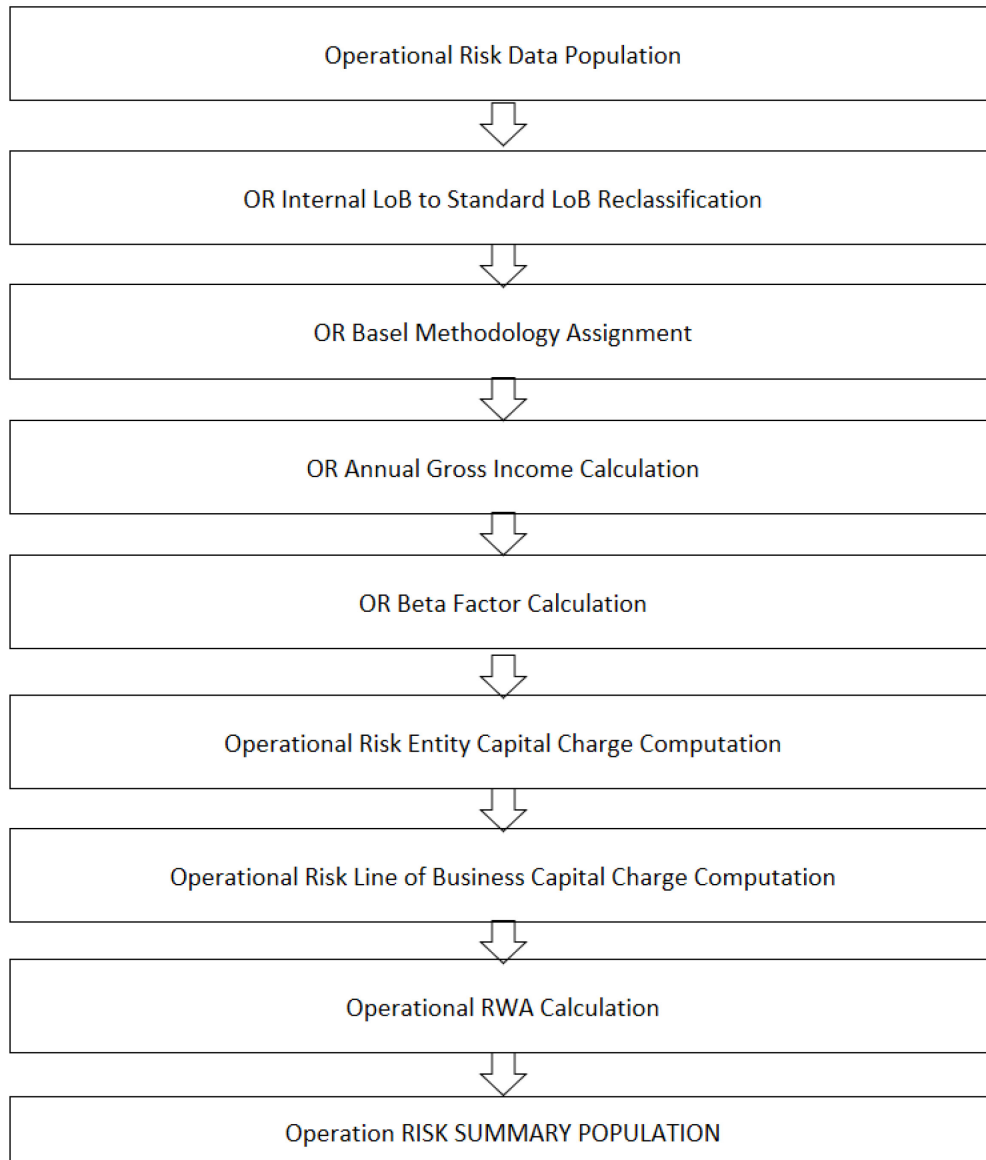 Operational Risk Data Population
OR Internal LoB to Standard LoB Reclassification
OR Basel Methodology Assignment
OR Annual Gross Income Calculation
OR Beta Factor Calculation
Operational Risk Entity Capital Charge Computation
Operational Risk Line of Business Capital Charge Computation
Operational RWA Calculation
Operation RISK SUMMARY POPULATION